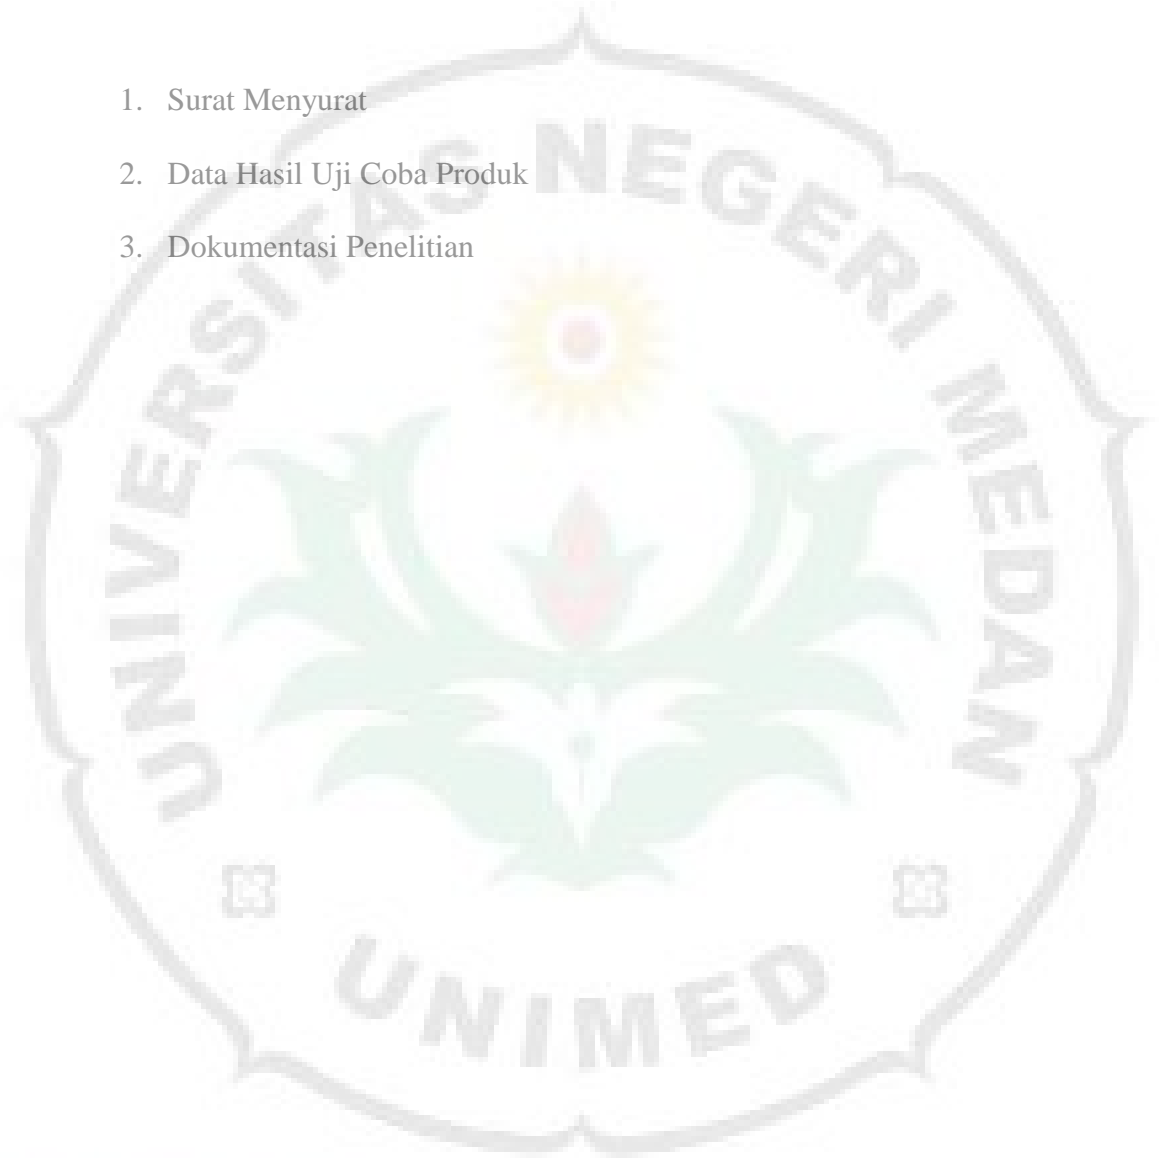 1. Surat Menyurat
2. Data Hasil Uji Coba Produk
3. Dokumentasi Penelitian
UNIVERSITAS NEGERI MEDAN
UNIMED